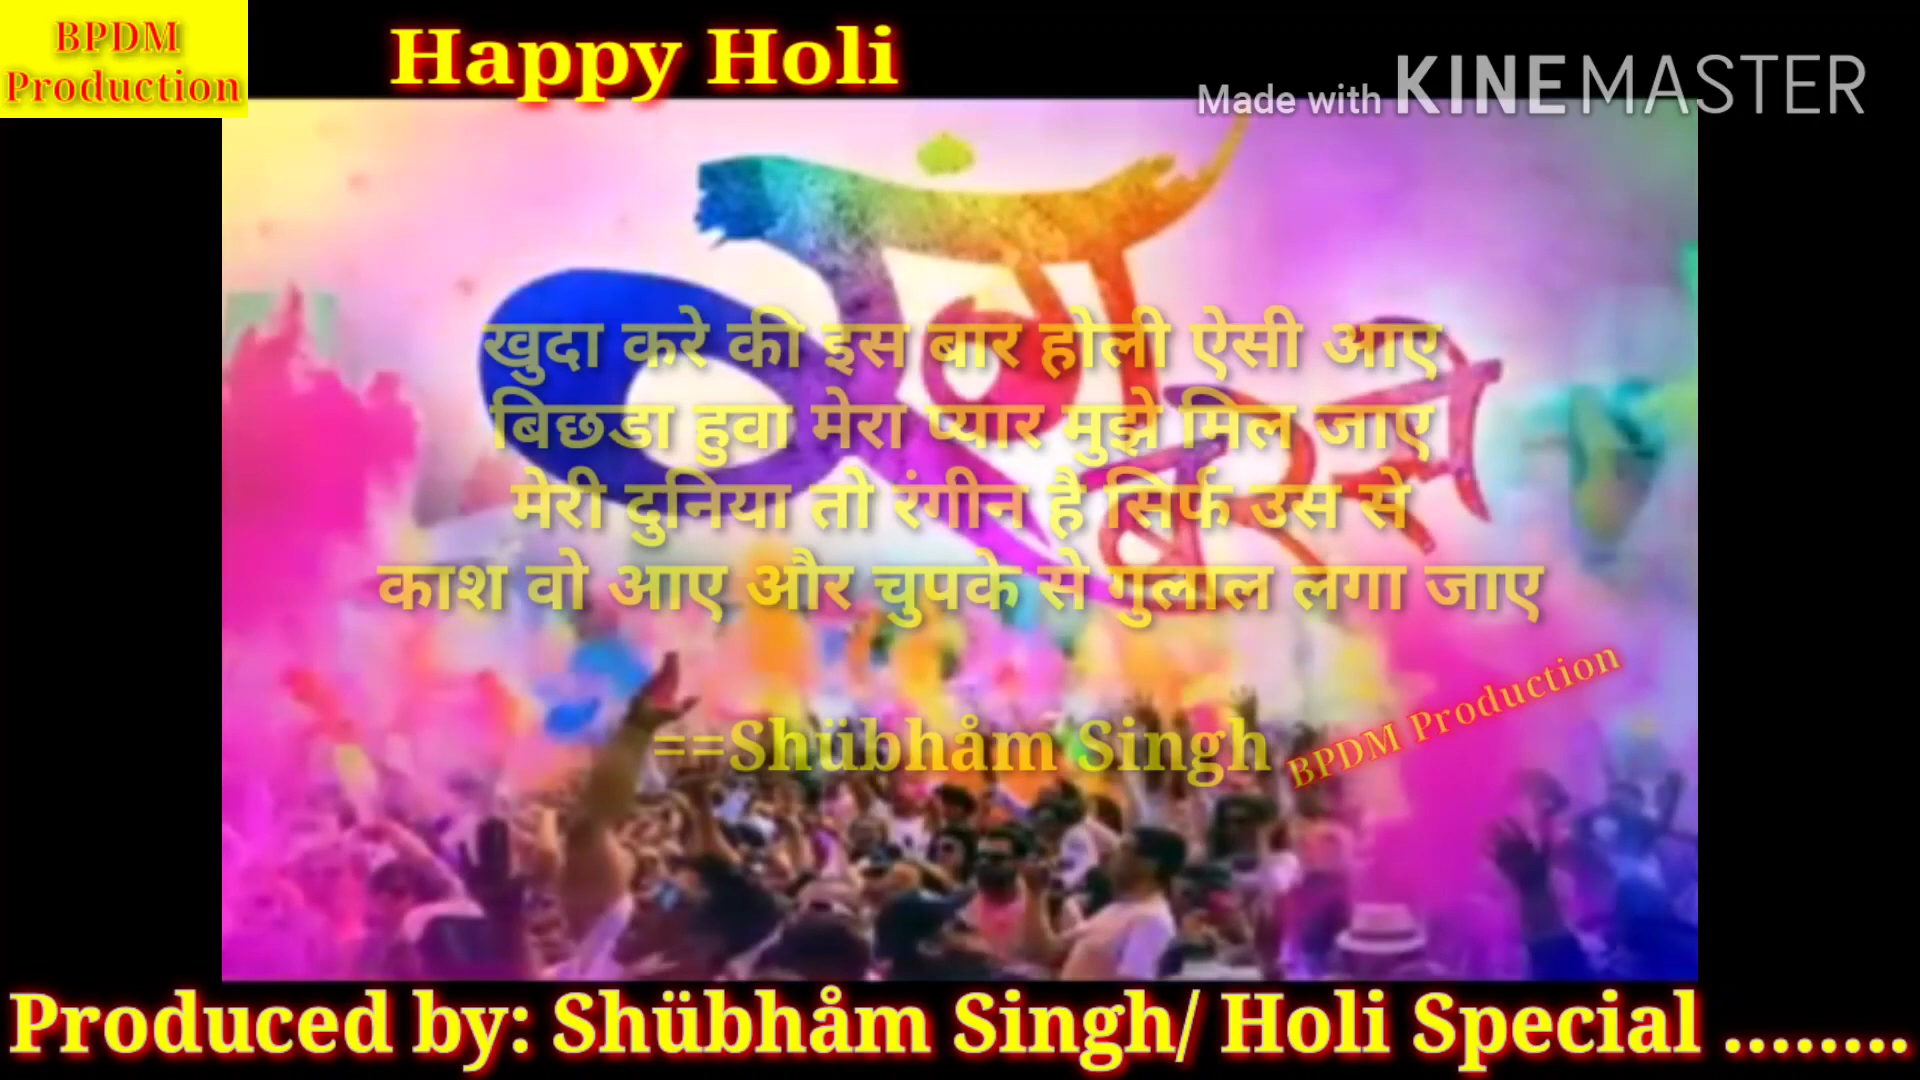 BPDM
Production
Happy Holi
Made with KINEMASTER
रंग
बरसे
खुदा करे की इस बार होली ऐसी आए
बिछडा हुवा मेरा प्यार मुझे मिल जाए
मेरी दुनिया तो रंगीन है सिर्फ उस से
काश वो आए और चुपके से गुलाल लगा जाए
==Shübhåm Singh
BPDM Production
Produced by: Shübhåm Singh/ Holi Special ........